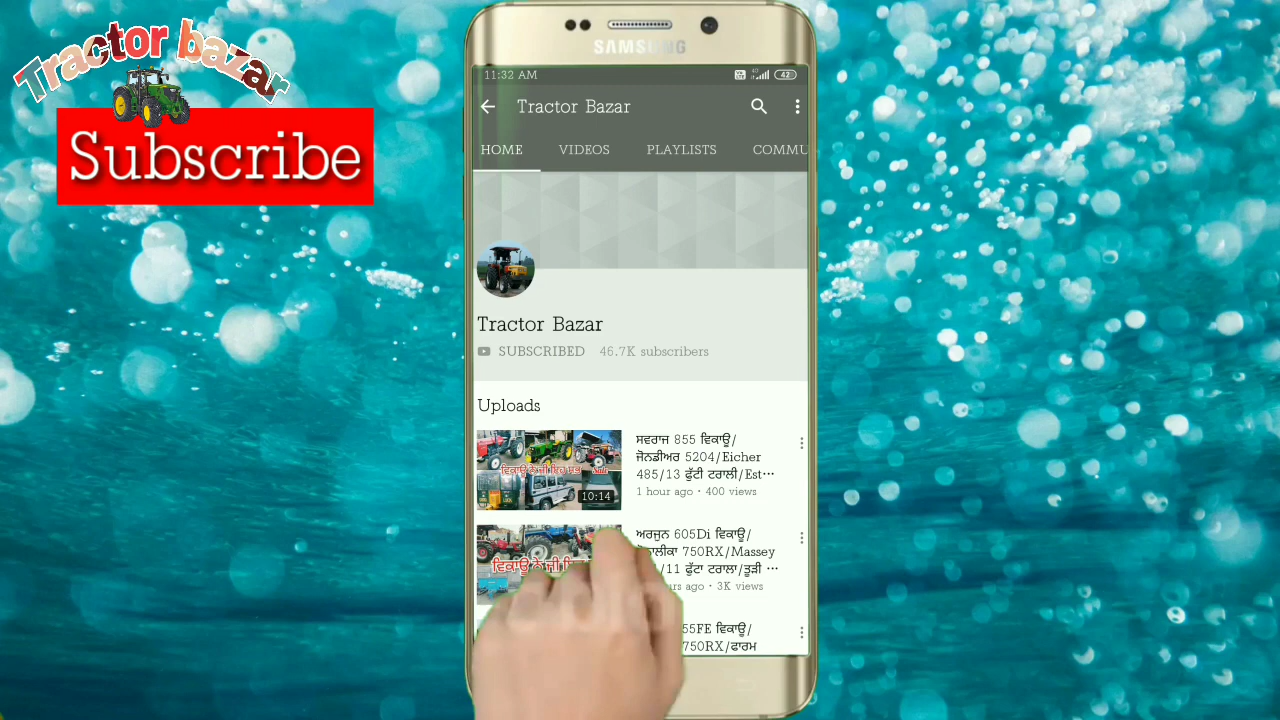 Tractor bazar
Subscribe
SAMSUNG
11:32 AM
42
Tractor Bazar
HOME VIDEOS PLAYLISTS COMMU
Tractor Bazar
SUBSCRIBED 46.7K subscribers
Uploads
ਸਵਰਾਜ 855 ਵਿਕਾਊ/
ਜੋਨਡੀਅਰ 5204/Eicher
485/13 ਫੁੱਟੀ ਟਰਾਲੀ/Est...
1 hour ago • 400 views
10:14
ਅਰਜੁਨ 605Di ਵਿਕਾਊ/
750RX/Massey
/11 ਫੁੱਟਾ ਟਰਾਲਾ/ਤੂੜੀ ...
ago • 3K views
ਵਿਕਾਊ ਨੇ ਜੀ
55FE ਵਿਕਾਊ/
750RX/ਫਾਰਮ